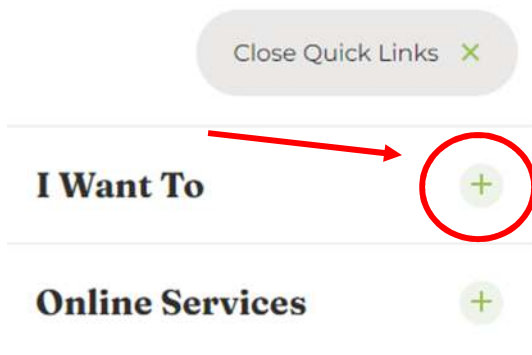 Close Quick Links ×
I Want To +
Online Services +